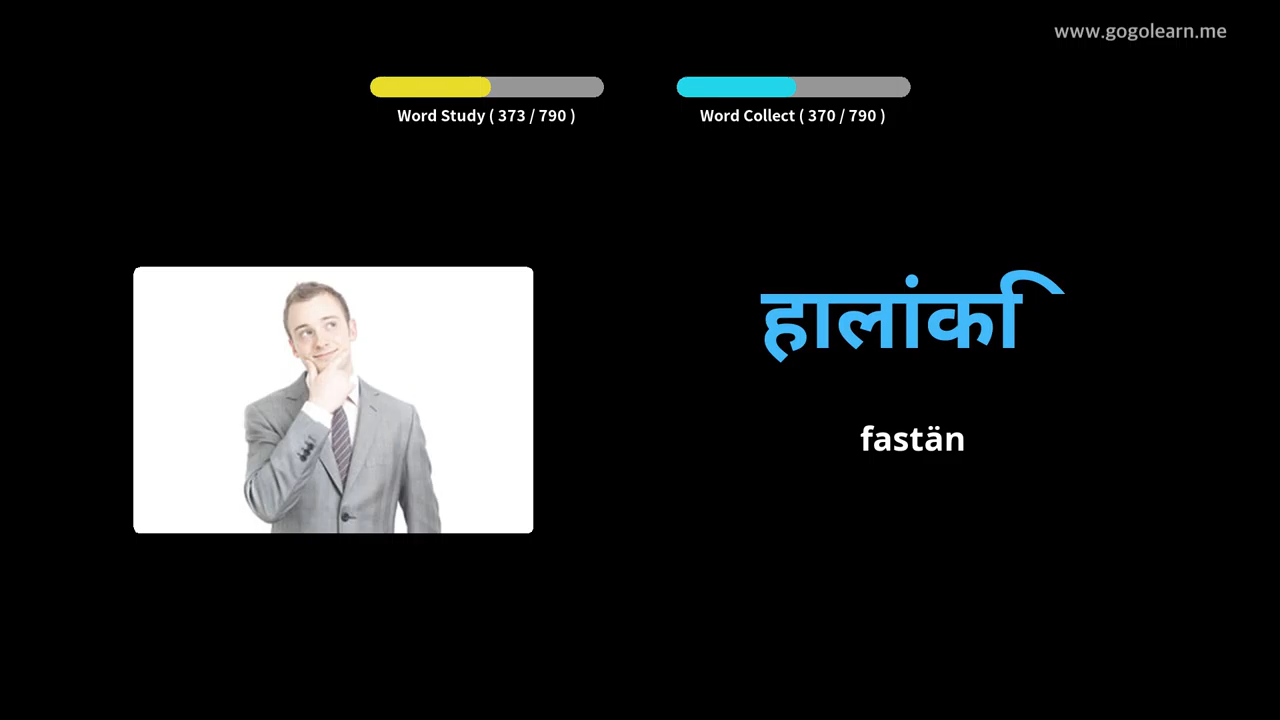 www.gogolearn.me
Word Study ( 373 / 790 )
Word Collect ( 370 / 790 )
हालांकि
fastän